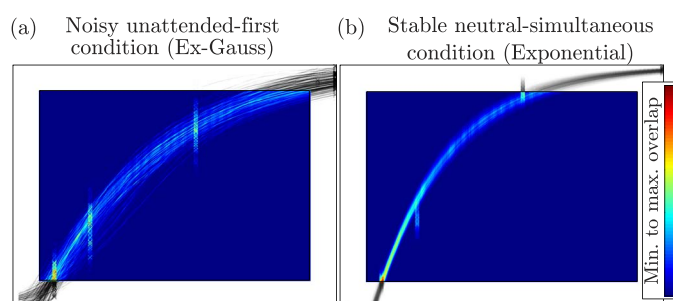 (a) Noisy unattended-first
condition (Ex-Gauss)
(b) Stable neutral-simultaneous
condition (Exponential)
Min. to max. overlap